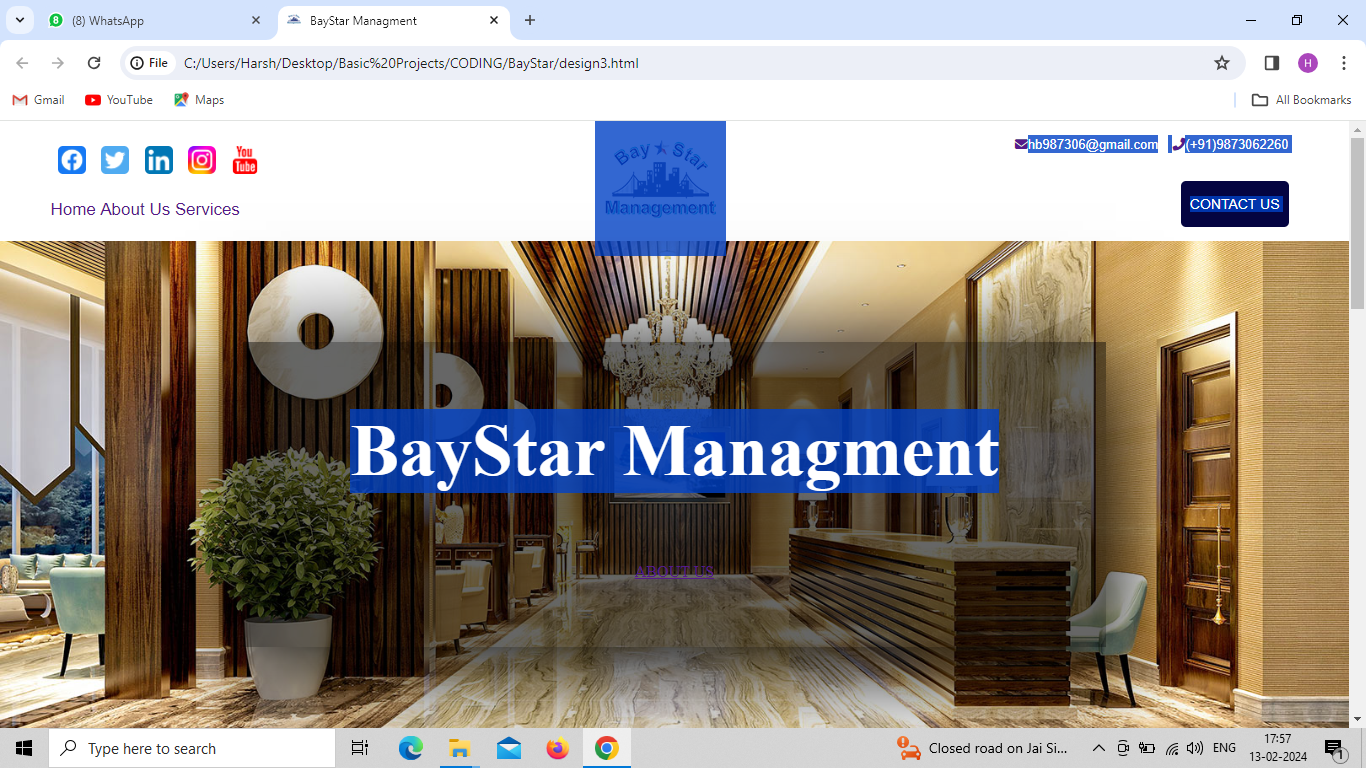 (8) WhatsApp
BayStar Managment
File
C:/Users/Harsh/Desktop/Basic%20Projects/CODING/BayStar/design3.html
H
Gmail
YouTube
Maps
All Bookmarks
You
Tube
Bay Star
Management
hb987306@gmail.com
(+91)9873062260
Home About Us Services
CONTACT US
BayStar Managment
ABOUT US
Type here to search
Closed road on Jai Si...
ENG
17:57
13-02-2024
1